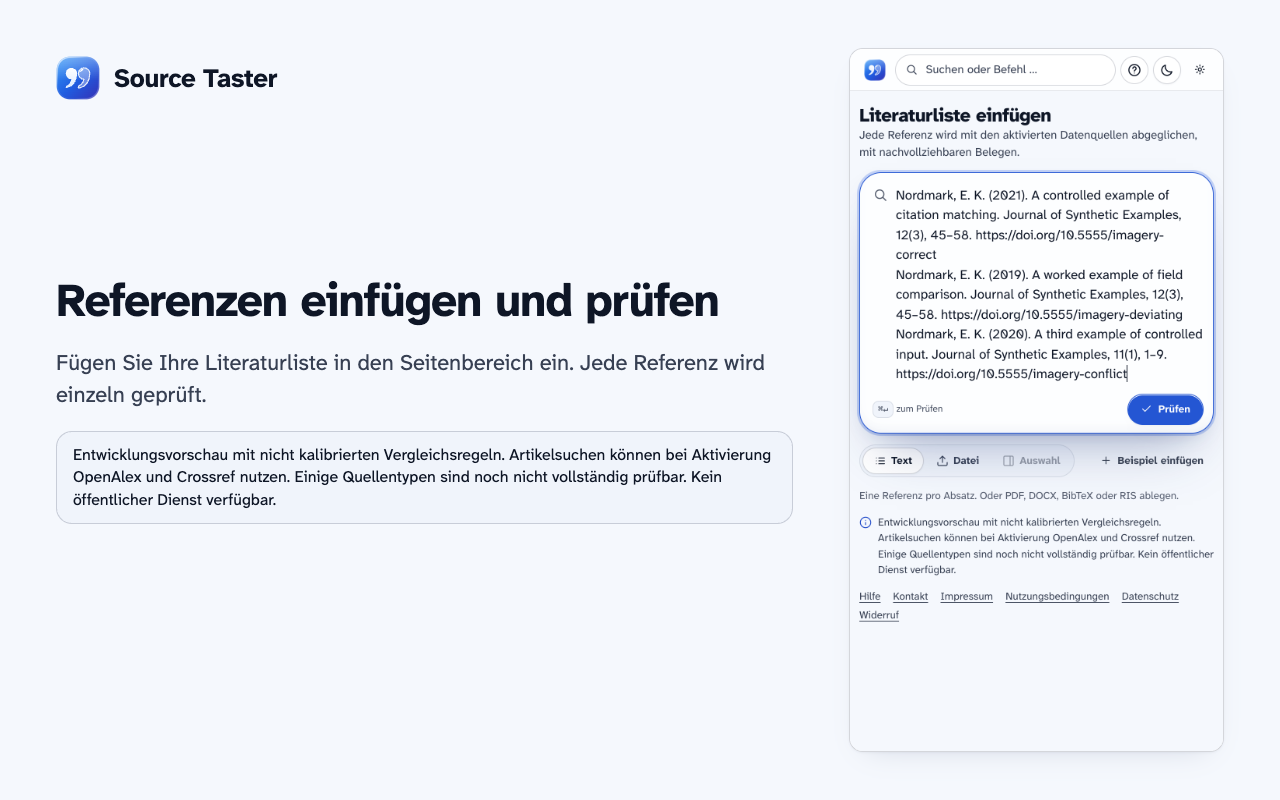 Source Taster
Referenzen einfügen und prüfen
Fügen Sie Ihre Literaturliste in den Seitenbereich ein. Jede Referenz wird
einzeln geprüft.
Entwicklungsvorschau mit nicht kalibrierten Vergleichsregeln. Artikelsuchen können bei Aktivierung
OpenAlex und Crossref nutzen. Einige Quellentypen sind noch nicht vollständig prüfbar. Kein
öffentlicher Dienst verfügbar.
Suchen oder Befehl ...
Literaturliste einfügen
Jede Referenz wird mit den aktivierten Datenquellen abgeglichen,
mit nachvollziehbaren Belegen.
Nordmark, E. K. (2021). A controlled example of
citation matching. Journal of Synthetic Examples,
12(3), 45–58. https://doi.org/10.5555/imagery-
correct
Nordmark, E. K. (2019). A worked example of field
comparison. Journal of Synthetic Examples, 12(3),
45–58. https://doi.org/10.5555/imagery-deviating
Nordmark, E. K. (2020). A third example of controlled
input. Journal of Synthetic Examples, 11(1), 1–9.
https://doi.org/10.5555/imagery-conflict
⌘↵ zum Prüfen
Prüfen
Text
Datei
Auswahl
Beispiel einfügen
Eine Referenz pro Absatz. Oder PDF, DOCX, BibTeX oder RIS ablegen.
Entwicklungsvorschau mit nicht kalibrierten Vergleichsregeln.
Artikelsuchen können bei Aktivierung OpenAlex und Crossref nutzen.
Einige Quellentypen sind noch nicht vollständig prüfbar. Kein öffentlicher
Dienst verfügbar.
Hilfe Kontakt Impressum Nutzungsbedingungen Datenschutz
Widerruf